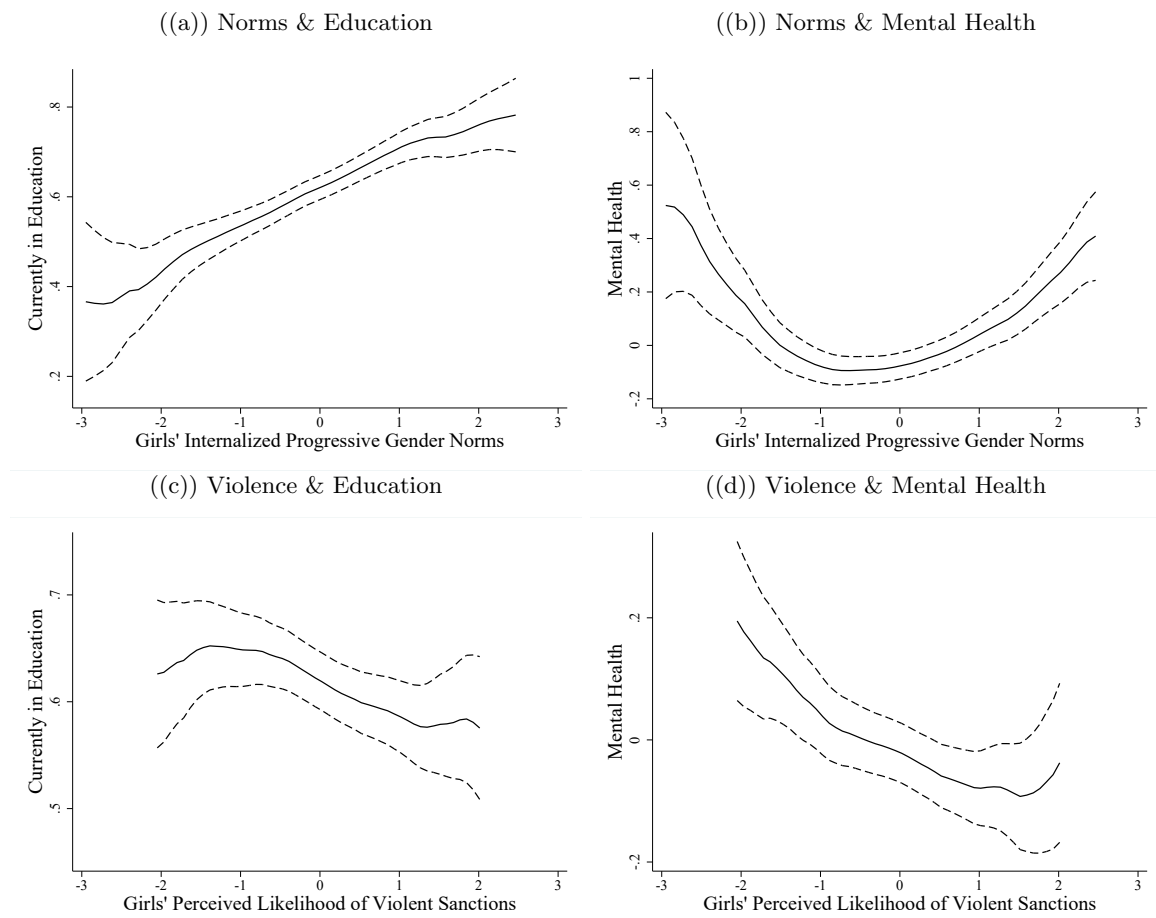 ((a)) Norms & Education
((b)) Norms & Mental Health
Currently in Education
.8
.6
.4
.2
-3 -2 -1 0 1 2 3
Girls' Internalized Progressive Gender Norms
Mental Health
1
.8
.6
.4
.2
0
-.2
-3 -2 -1 0 1 2 3
Girls' Internalized Progressive Gender Norms
((c)) Violence & Education
((d)) Violence & Mental Health
Currently in Education
.7
.6
.5
-3 -2 -1 0 1 2 3
Girls' Perceived Likelihood of Violent Sanctions
Mental Health
.2
0
-.2
-3 -2 -1 0 1 2 3
Girls' Perceived Likelihood of Violent Sanctions